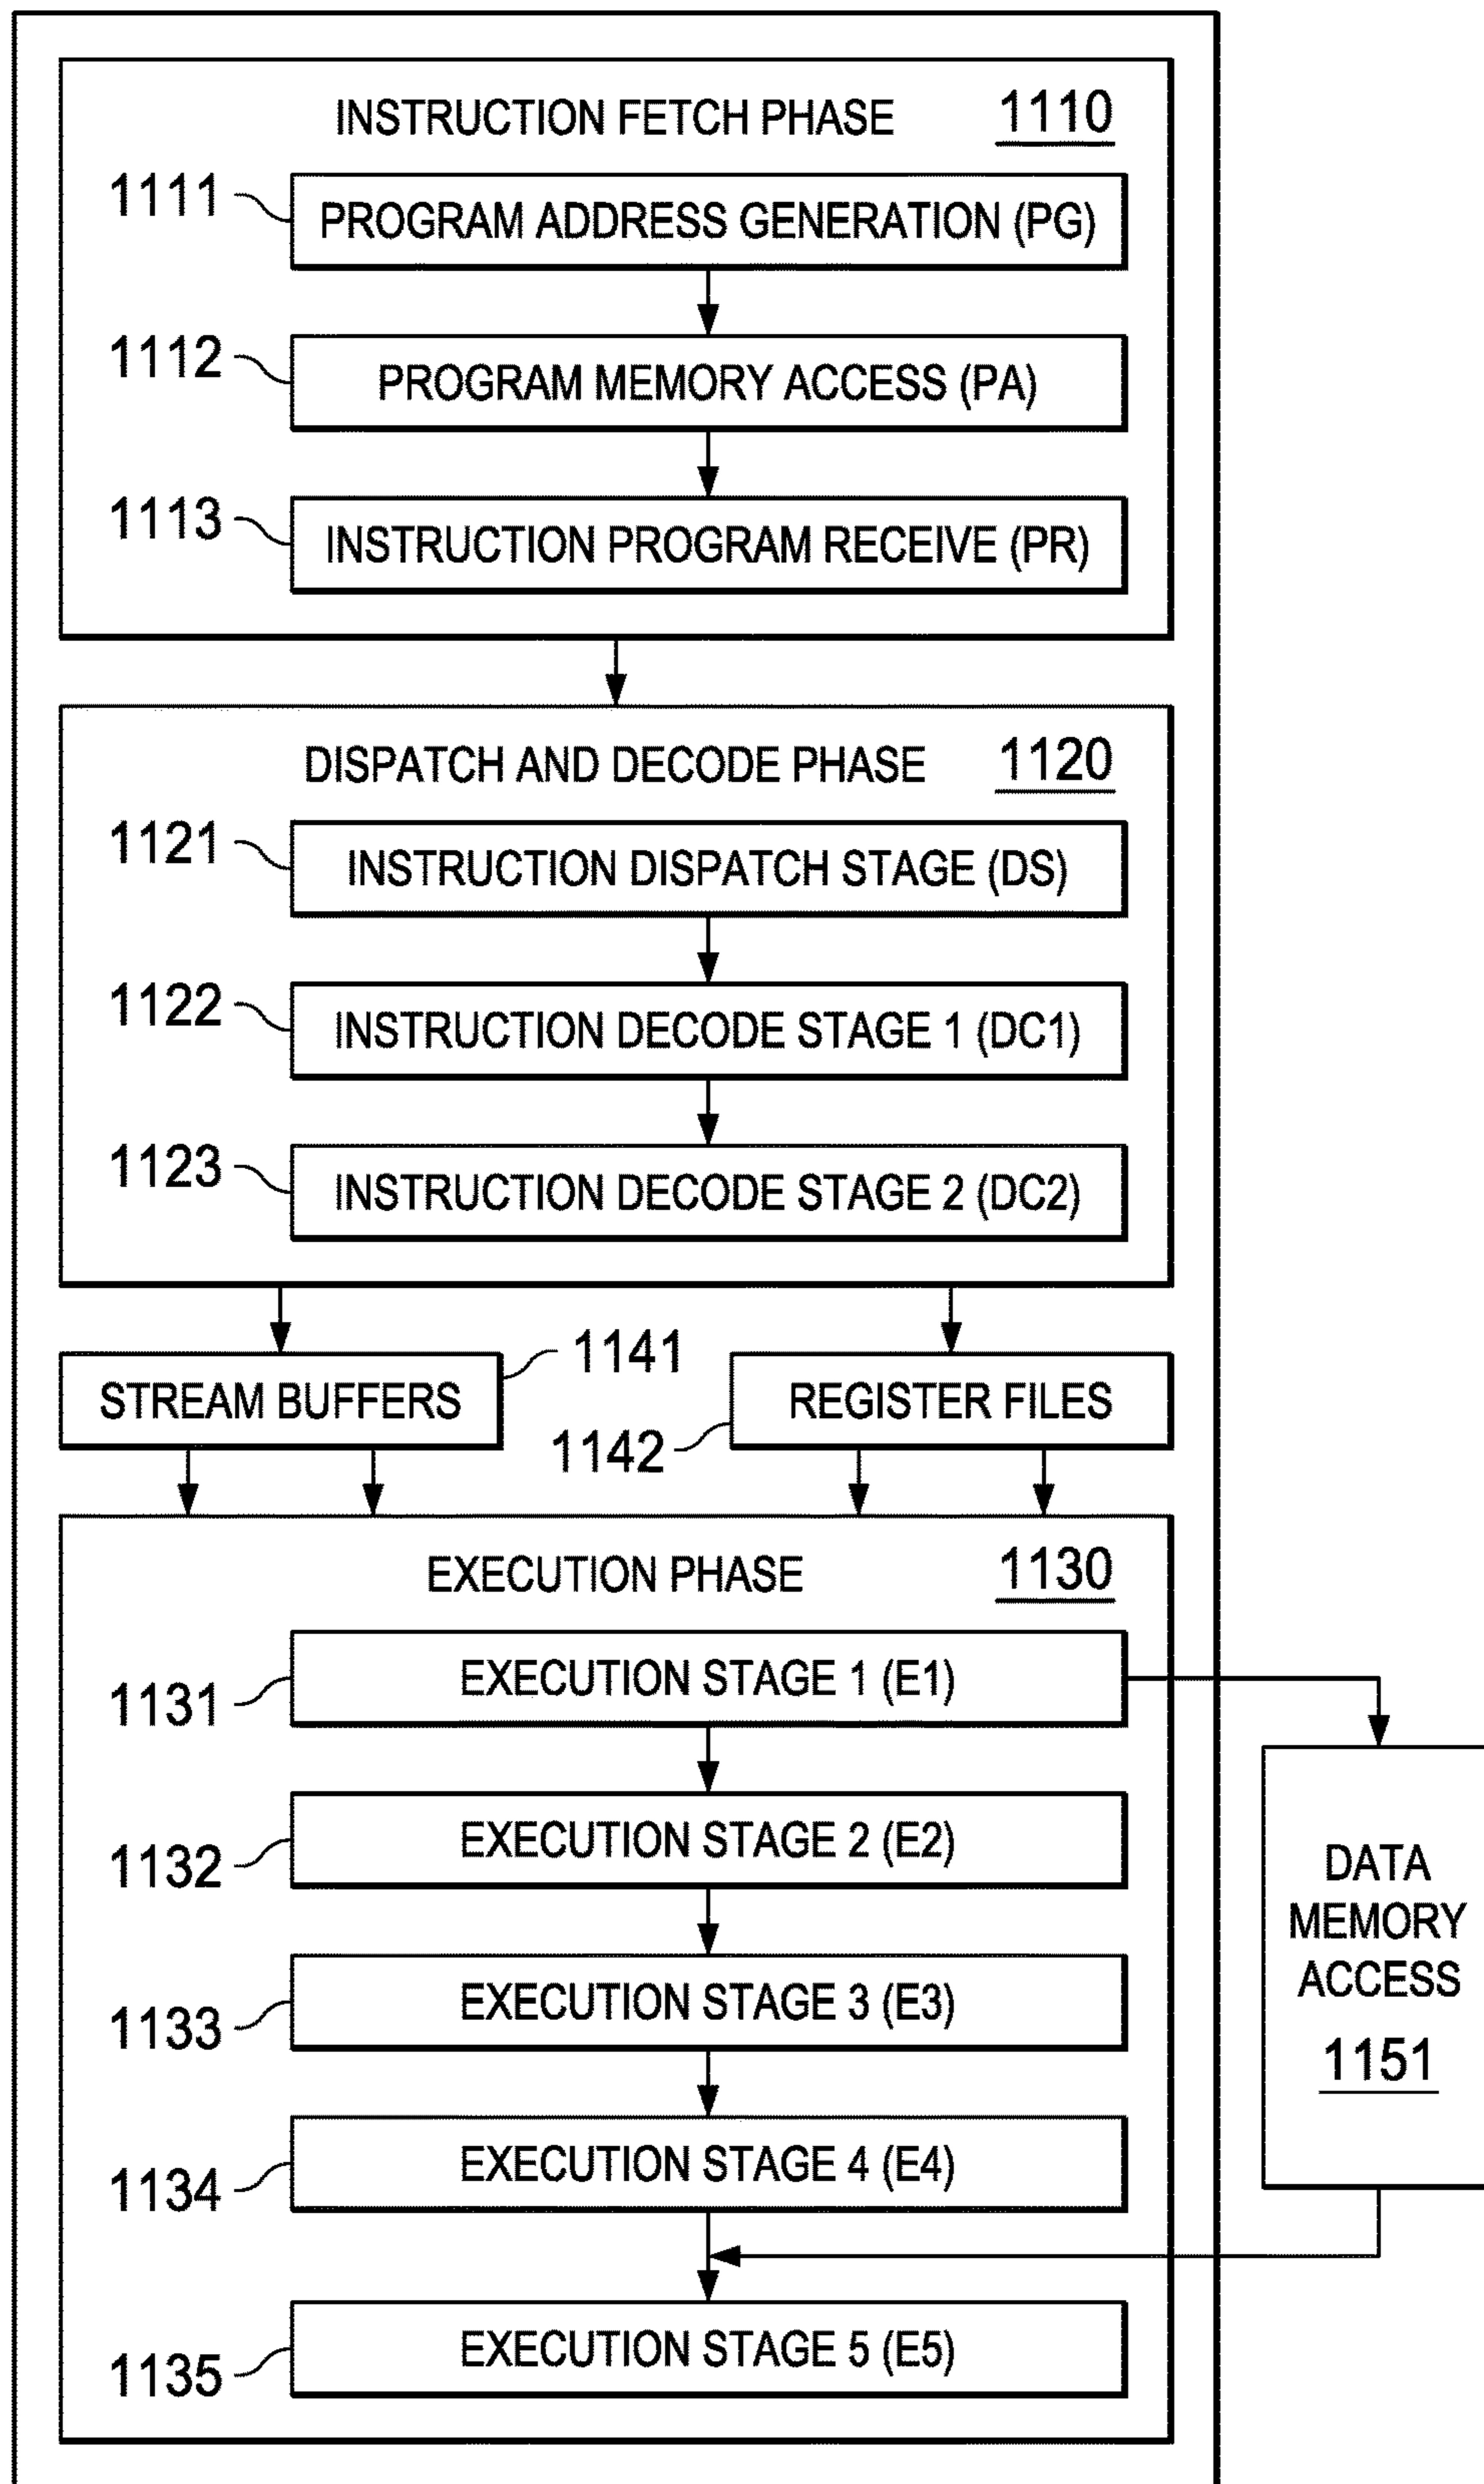 INSTRUCTION FETCH PHASE 1110
1111 PROGRAM ADDRESS GENERATION (PG)
1112 PROGRAM MEMORY ACCESS (PA)
1113 INSTRUCTION PROGRAM RECEIVE (PR)
DISPATCH AND DECODE PHASE 1120
1121 INSTRUCTION DISPATCH STAGE (DS)
1122 INSTRUCTION DECODE STAGE 1 (DC1)
1123 INSTRUCTION DECODE STAGE 2 (DC2)
STREAM BUFFERS
1141
REGISTER FILES
1142
EXECUTION PHASE 1130
1131 EXECUTION STAGE 1 (E1)
1132 EXECUTION STAGE 2 (E2)
1133 EXECUTION STAGE 3 (E3)
1134 EXECUTION STAGE 4 (E4)
1135 EXECUTION STAGE 5 (E5)
DATA
MEMORY
ACCESS
1151